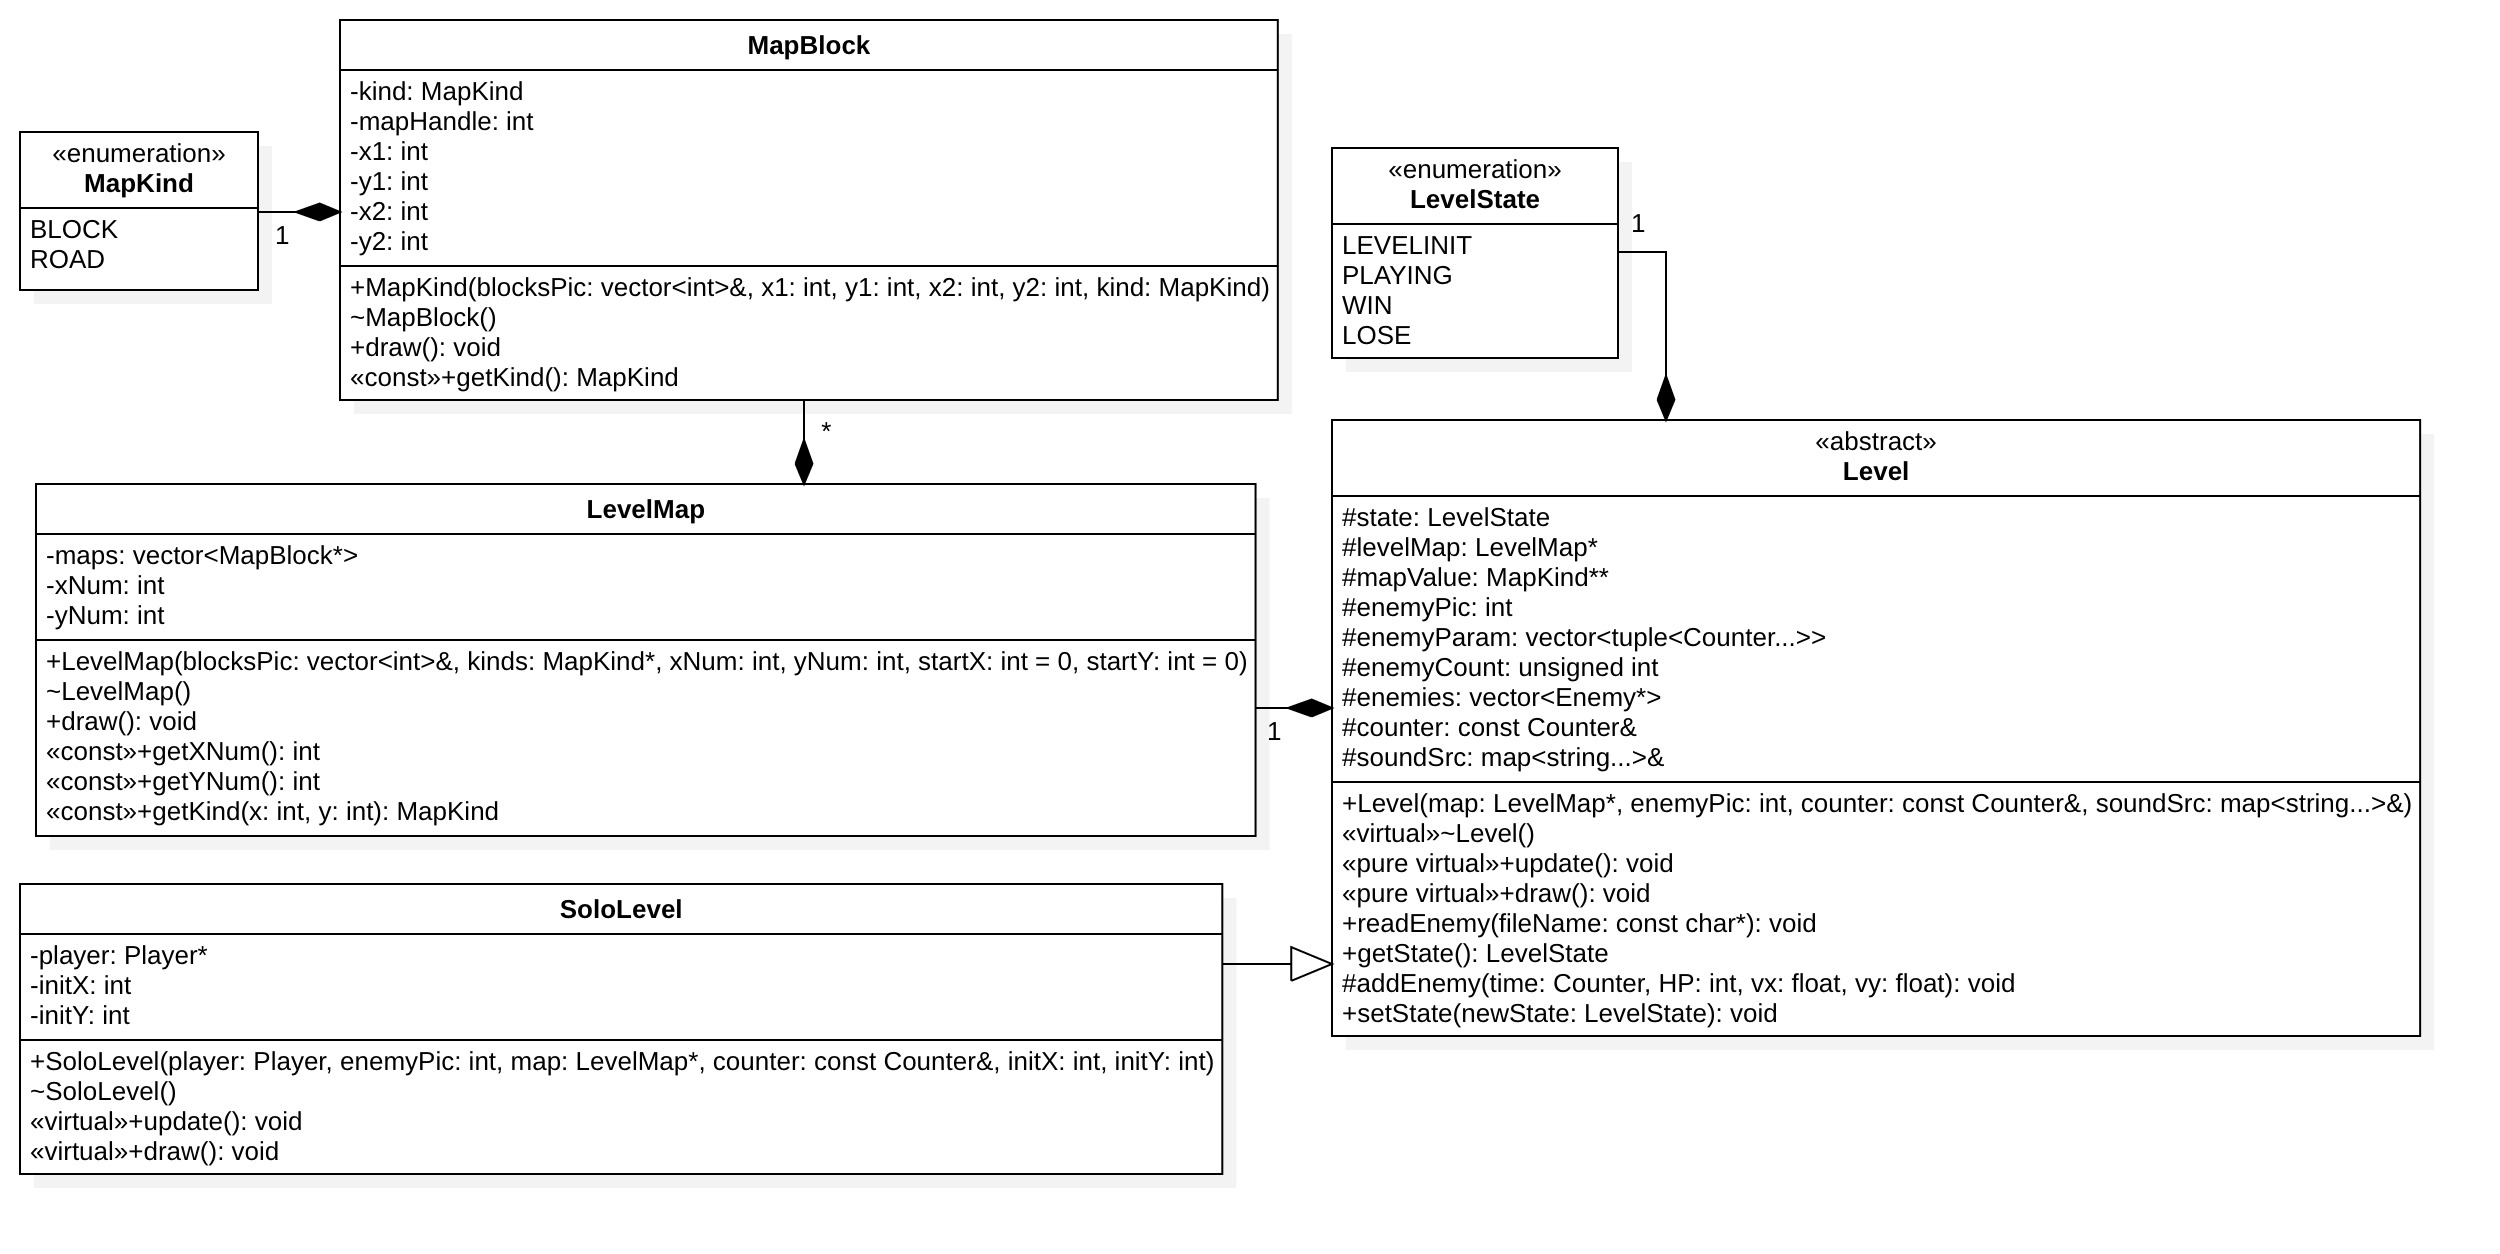 MapBlock
-kind: MapKind
-mapHandle: int
-x1: int
-y1: int
-x2: int
-y2: int
+MapKind(blocksPic: vector<int>&, x1: int, y1: int, x2: int, y2: int, kind: MapKind)
~MapBlock()
+draw(): void
«const»+getKind(): MapKind
«enumeration»
MapKind
BLOCK
ROAD
1
*
«enumeration»
LevelState
LEVELINIT
PLAYING
WIN
LOSE
1
LevelMap
-maps: vector<MapBlock*>
-xNum: int
-yNum: int
+LevelMap(blocksPic: vector<int>&, kinds: MapKind*, xNum: int, yNum: int, startX: int = 0, startY: int = 0)
~LevelMap()
+draw(): void
«const»+getXNum(): int
«const»+getYNum(): int
«const»+getKind(x: int, y: int): MapKind
1
«abstract»
Level
#state: LevelState
#levelMap: LevelMap*
#mapValue: MapKind**
#enemyPic: int
#enemyParam: vector<tuple<Counter...>>
#enemyCount: unsigned int
#enemies: vector<Enemy*>
#counter: const Counter&
#soundSrc: map<string...>&
+Level(map: LevelMap*, enemyPic: int, counter: const Counter&, soundSrc: map<string...>&)
«virtual»~Level()
«pure virtual»+update(): void
«pure virtual»+draw(): void
+readEnemy(fileName: const char*): void
+getState(): LevelState
#addEnemy(time: Counter, HP: int, vx: float, vy: float): void
+setState(newState: LevelState): void
SoloLevel
-player: Player*
-initX: int
-initY: int
+SoloLevel(player: Player, enemyPic: int, map: LevelMap*, counter: const Counter&, initX: int, initY: int)
~SoloLevel()
«virtual»+update(): void
«virtual»+draw(): void